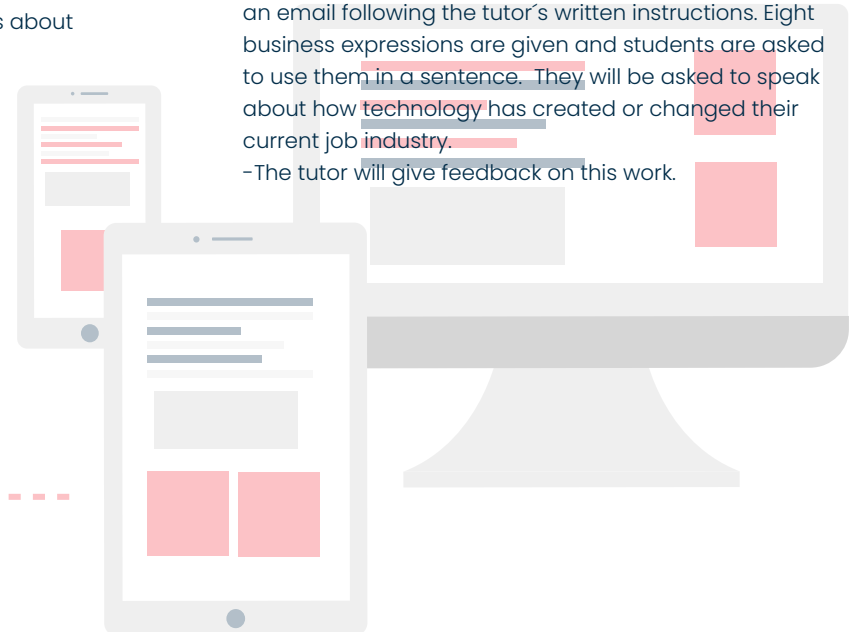 s about
an email following the tutor´s written instructions. Eight
business expressions are given and students are asked
to use them in a sentence.  They will be asked to speak
about how technology has created or changed their
current job industry.
-The tutor will give feedback on this work.